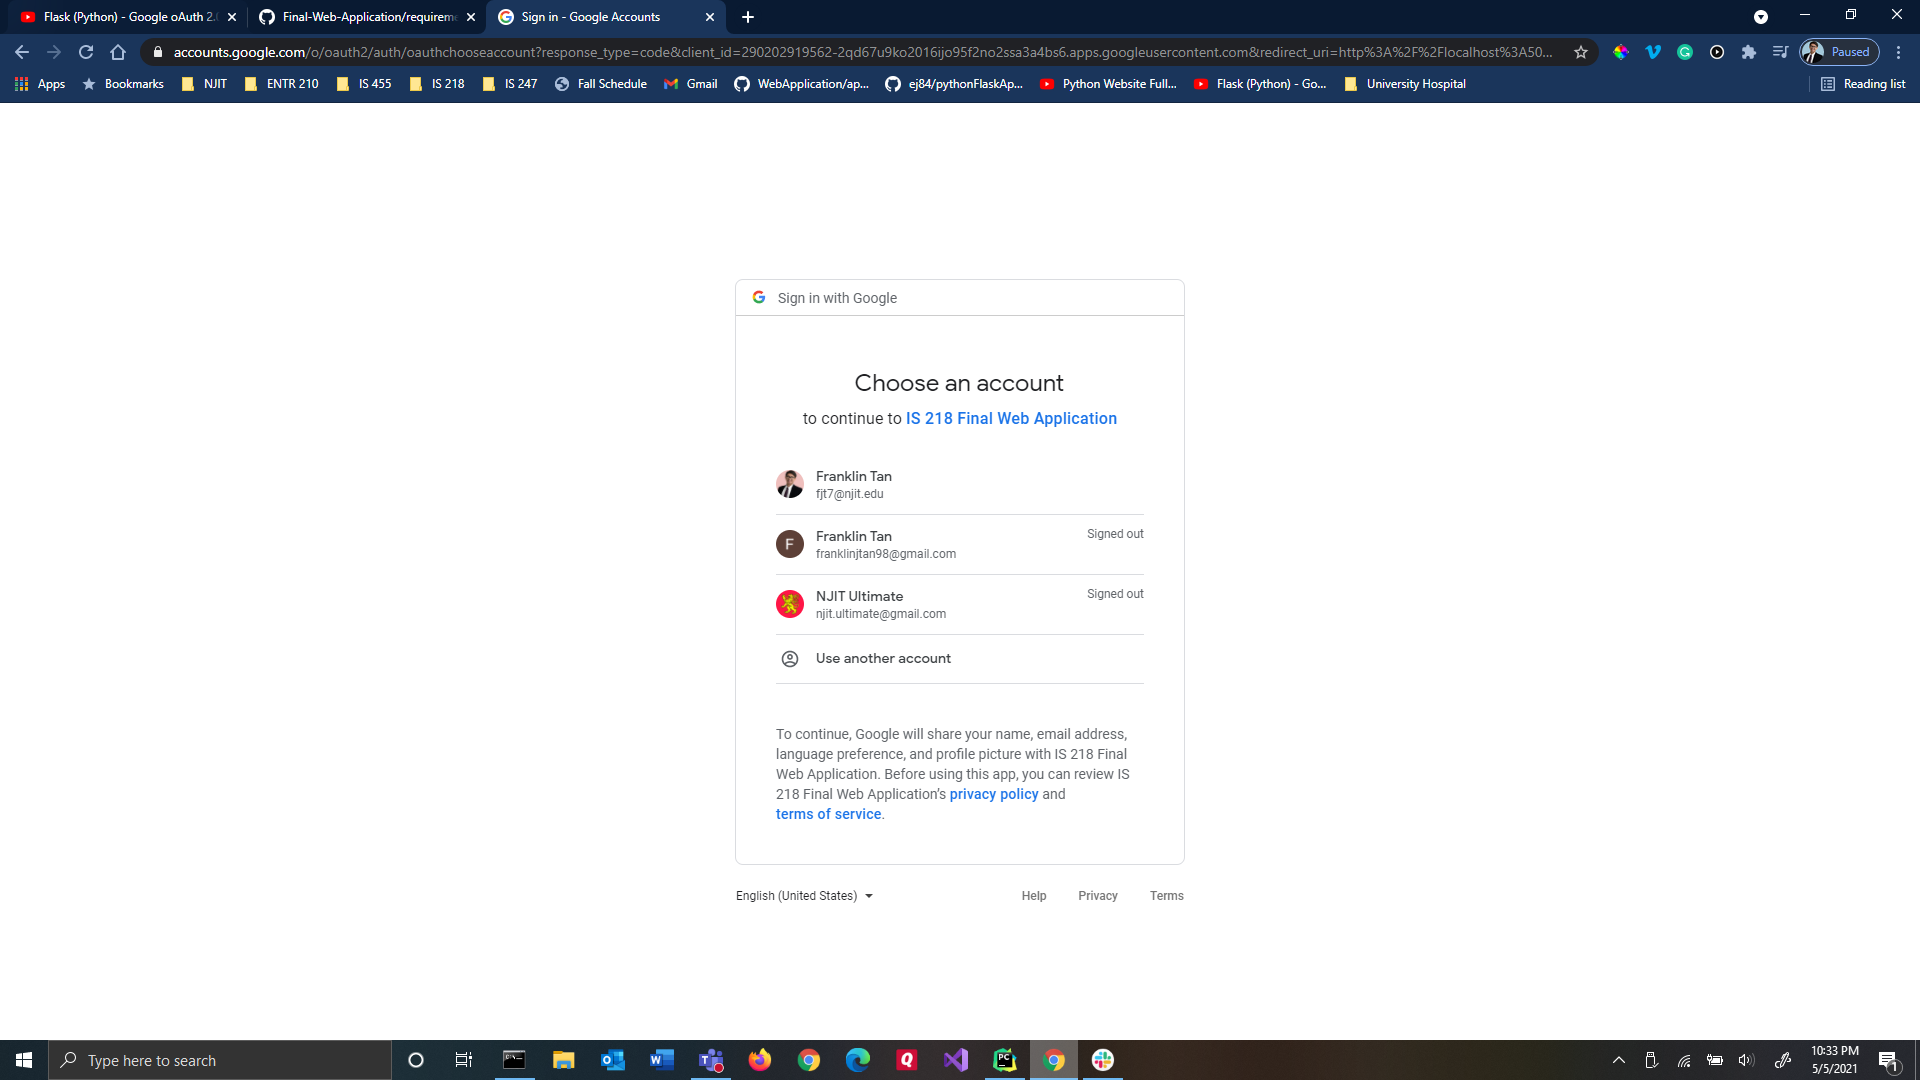 Flask (Python) - Google oAuth 2.
Final-Web-Application/requireme
Sign in - Google Accounts
accounts.google.com/o/oauth2/auth/oauthchooseaccount?response_type=code&client_id=290202919562-2qd67u9ko2016ijo95f2no2ssa3a4bs6.apps.googleusercontent.com&redirect_uri=http%3A%2F%2Flocalhost%3A50...
Paused
Apps
Bookmarks
NJIT
ENTR 210
IS 455
IS 218
IS 247
Fall Schedule
Gmail
WebApplication/ap...
ej84/pythonFlaskAp...
Python Website Full...
Flask (Python) - Go...
University Hospital
Reading list
Sign in with Google
Choose an account
to continue to IS 218 Final Web Application
Franklin Tan
fjt7@njit.edu
F
Franklin Tan
Signed out
franklinjtan98@gmail.com
NJIT Ultimate
Signed out
njit.ultimate@gmail.com
Use another account
To continue, Google will share your name, email address,
language preference, and profile picture with IS 218 Final
Web Application. Before using this app, you can review IS
218 Final Web Application's privacy policy and
terms of service.
English (United States)
Help
Privacy
Terms
Type here to search
10:33 PM
5/5/2021
1